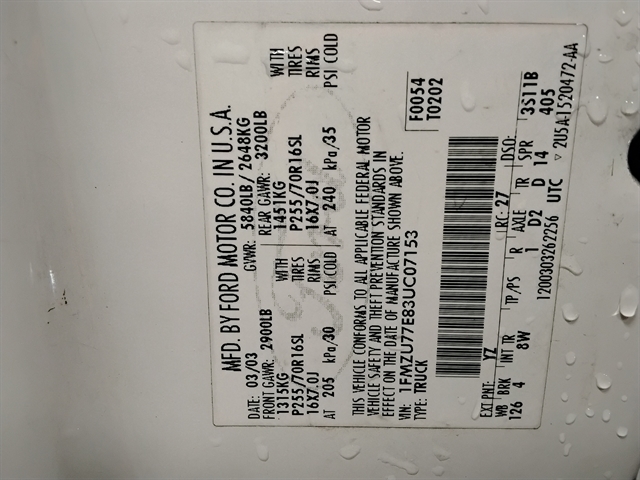 MFD. BY FORD MOTOR CO. IN U.S.A.
DATE: 03/03 GVWR: 5840LB/ 2648KG
FRONT GAWR: 2900LB REAR GAWR: 3200LB
1315KG WITH 1451KG WITH
P255/70R16SL TIRES P255/70R16SL TIRES
16X7.0J RIMS 16X7.0J RIMS
AT 205 kPa/30 PSI COLD AT 240 kPa/35 PSI COLD
THIS VEHICLE CONFORMS TO ALL APPLICABLE FEDERAL MOTOR
VEHICLE SAFETY AND THEFT PREVENTION STANDARDS IN
EFFECT ON THE DATE OF MANUFACTURE SHOWN ABOVE.
VIN: 1FMZU77E83UC07153 F0054
TYPE: TRUCK T0202
EXT PNT: YZ RC: 27 DSO:
WB BRK INT TR TP/PS R AXLE TR SPR 3S11B
126 4 8W 1 D2 D 14 405
1200303262256 UTC ▽ 2U5A-1520472-AA